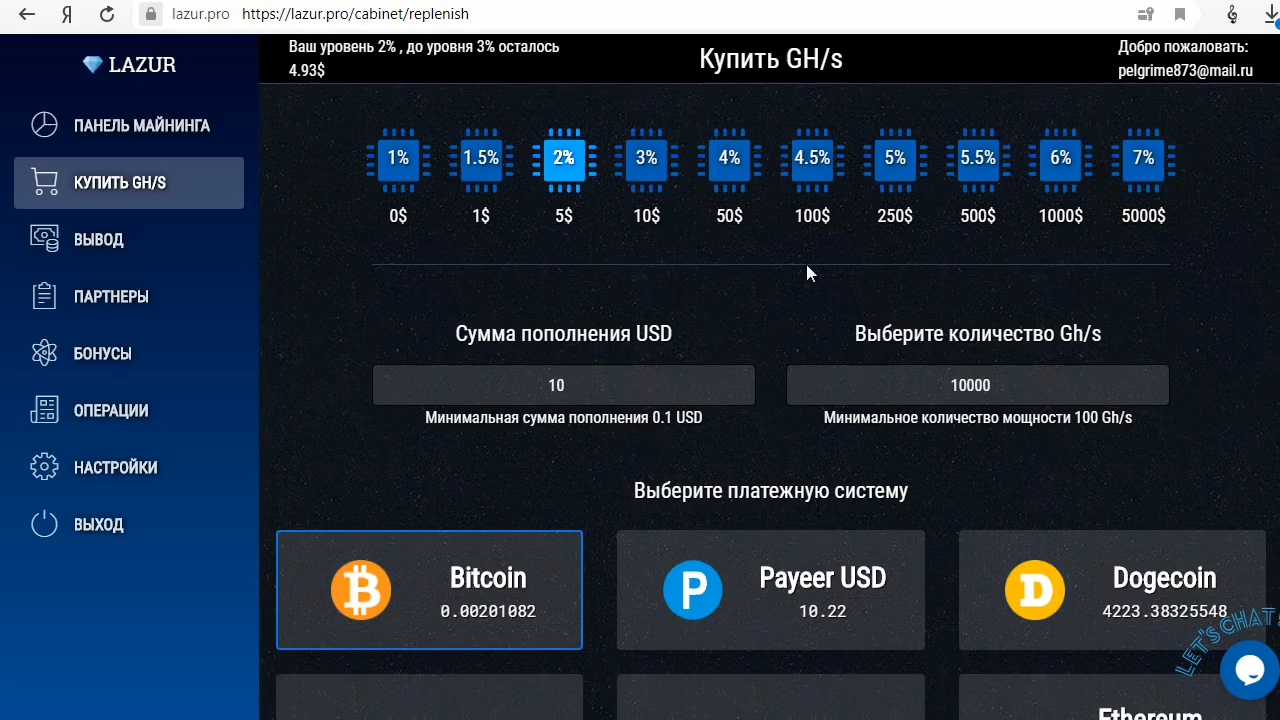 lazur.pro https://lazur.pro/cabinet/replenish
LAZUR
ПАНЕЛЬ МАЙНИНГА
КУПИТЬ GH/S
ВЫВОД
ПАРТНЕРЫ
БОНУСЫ
ОПЕРАЦИИ
НАСТРОЙКИ
ВЫХОД
Ваш уровень 2% , до уровня 3% осталось
4.93$
Купить GH/s
Добро пожаловать:
pelgrime873@mail.ru
1% 1.5% 2% 3% 4% 4.5% 5% 5.5% 6% 7%
0$ 1$ 5$ 10$ 50$ 100$ 250$ 500$ 1000$ 5000$
Сумма пополнения USD
10
Минимальная сумма пополнения 0.1 USD
Выберите количество Gh/s
10000
Минимальное количество мощности 100 Gh/s
Выберите платежную систему
Bitcoin
0.00201082
Payeer USD
10.22
Dogecoin
4223.38325548
Ethereum
LET'S CHAT